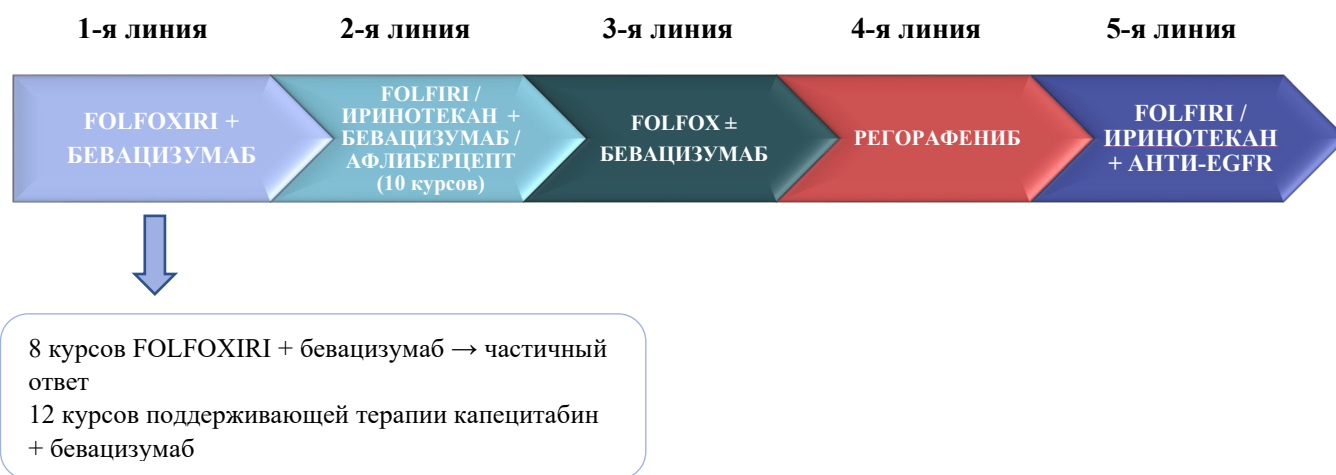 1-я линия
2-я линия
3-я линия
4-я линия
5-я линия
FOLFOXIRI +
БЕВАЦИЗУМАБ
FOLFIRI /
ИРИНОТЕКАН +
БЕВАЦИЗУМАБ /
АФЛИБЕРЦЕПТ
(10 курсов)
FOLFOX ±
БЕВАЦИЗУМАБ
РЕГОРАФЕНИБ
FOLFIRI /
ИРИНОТЕКАН
+ АНТИ-EGFR
8 курсов FOLFOXIRI + бевацизумаб → частичный
ответ
12 курсов поддерживающей терапии капецитабин
+ бевацизумаб